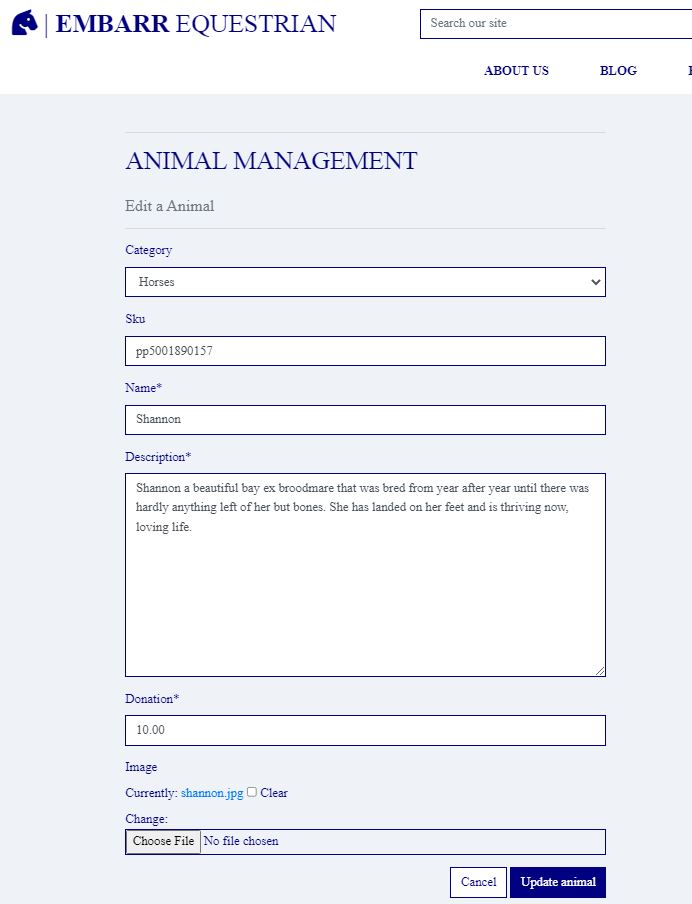 | EMBARR EQUESTRIAN
Search our site
ABOUT US BLOG
ANIMAL MANAGEMENT
Edit a Animal
Category
Horses
Sku
pp5001890157
Name*
Shannon
Description*
Shannon a beautiful bay ex broodmare that was bred from year after year until there was
hardly anything left of her but bones. She has landed on her feet and is thriving now,
loving life.
Donation*
10.00
Image
Currently: shannon.jpg Clear
Change:
Choose File No file chosen
Cancel Update animal